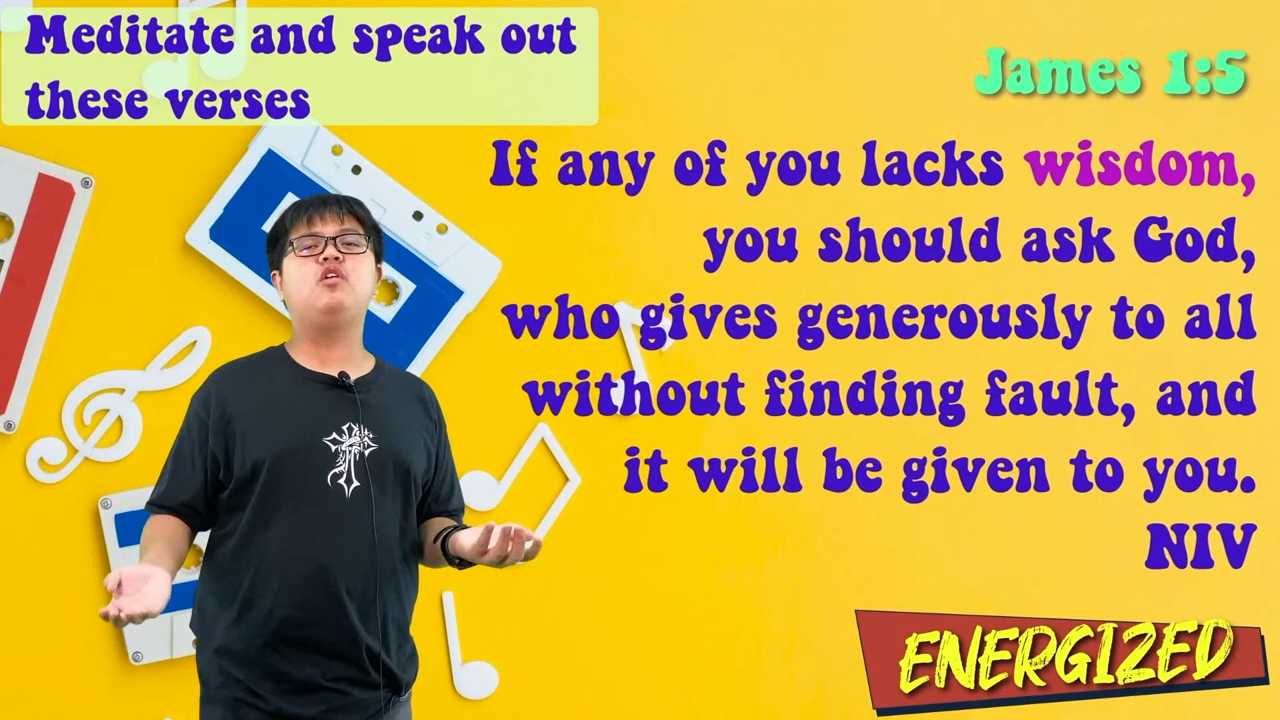 Meditate and speak out
these verses
James 1:5
If any of you lacks wisdom,
you should ask God,
who gives generously to all
without finding fault, and
it will be given to you.
NIV
ENERGIZED